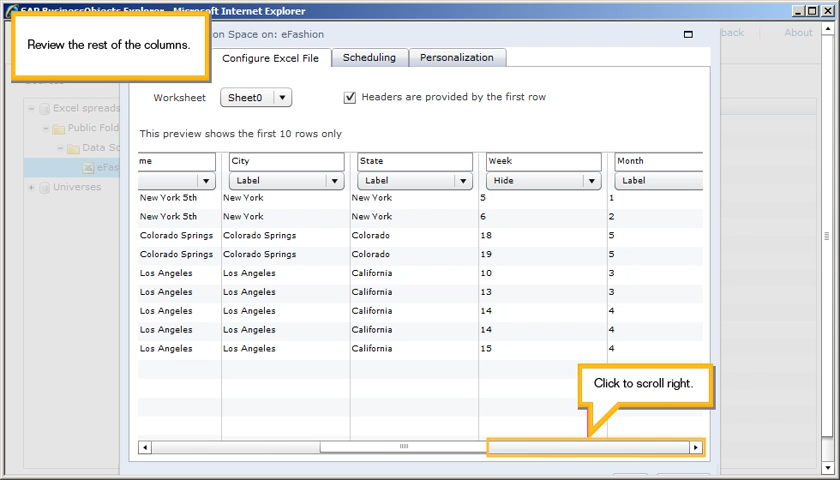 SAP BusinessObjects Explorer - Microsoft Internet Explorer
Review the rest of the columns.
on Space on: eFashion
back About
Configure Excel File Scheduling Personalization
Excel spreads
Public Fold
Data So
eFas
Universes
Worksheet Sheet0 Headers are provided by the first row
This preview shows the first 10 rows only
me City State Week Month
Label Label Hide Label
New York 5th New York New York 5 1
New York 5th New York New York 6 2
Colorado Springs Colorado Springs Colorado 18 5
Colorado Springs Colorado Springs Colorado 19 5
Los Angeles Los Angeles California 10 3
Los Angeles Los Angeles California 13 3
Los Angeles Los Angeles California 14 4
Los Angeles Los Angeles California 14 4
Los Angeles Los Angeles California 15 4
Click to scroll right.